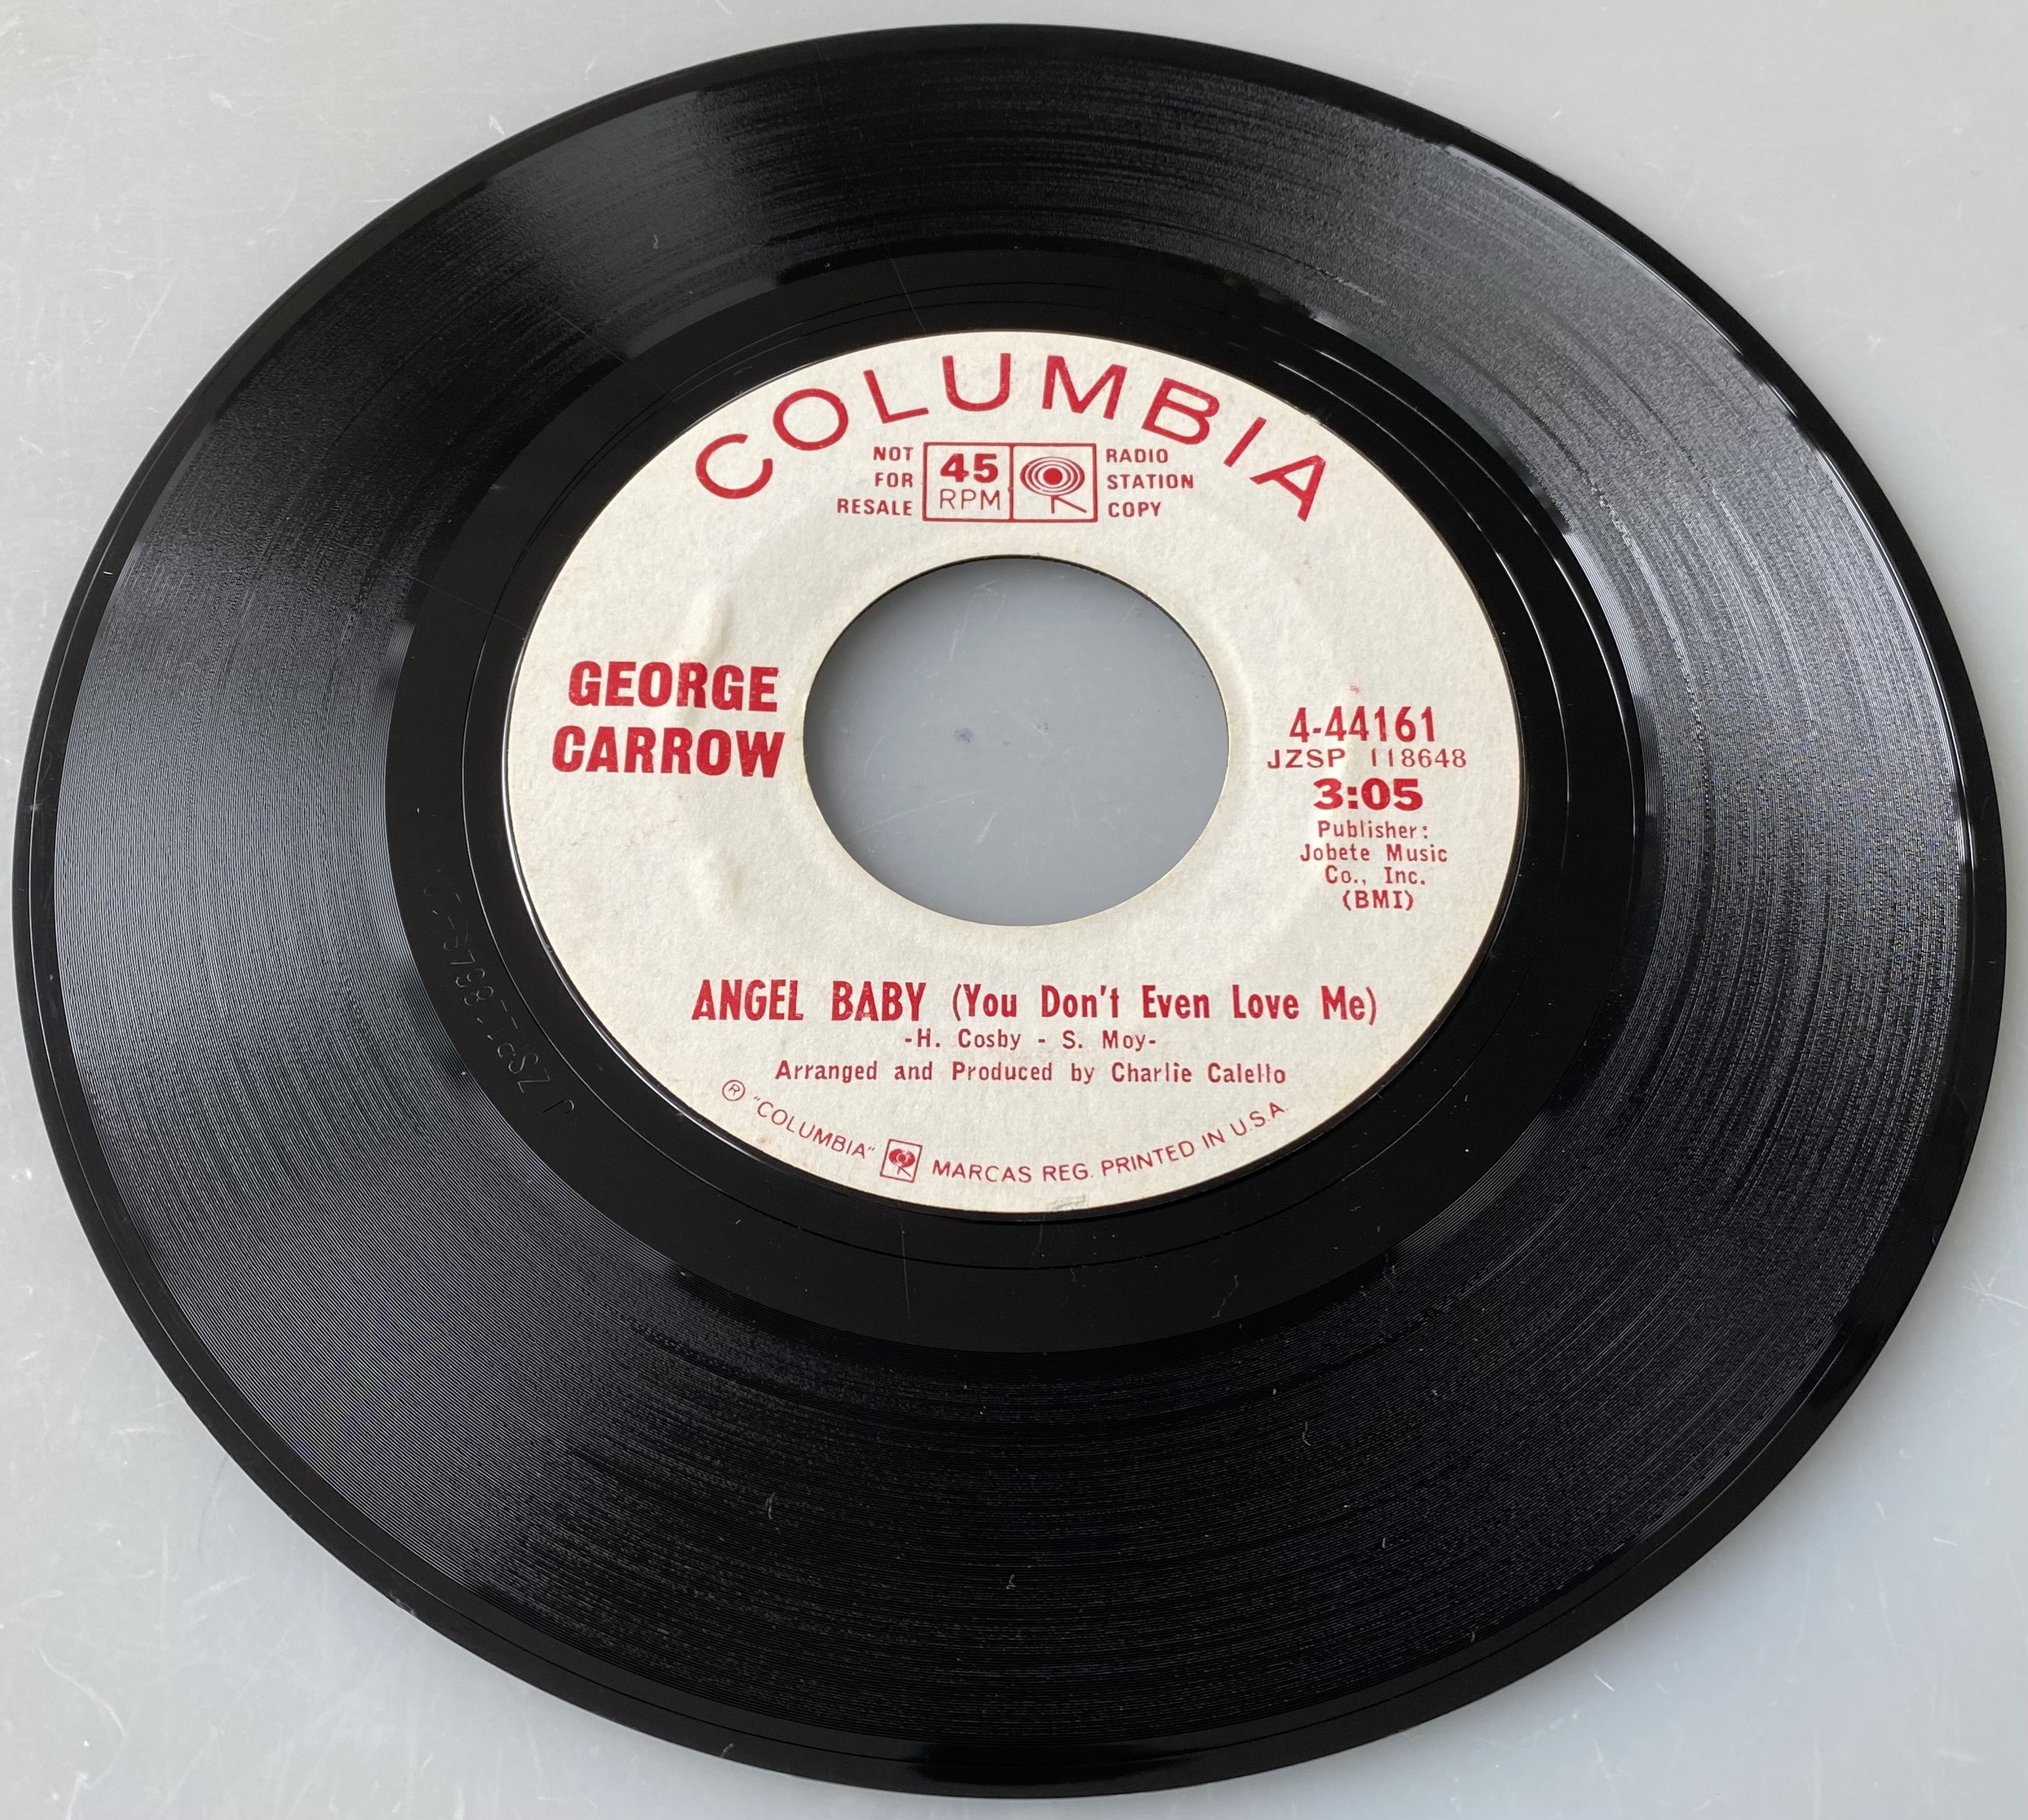 COLUMBIA
NOT
FOR
RESALE
45
RPM
RADIO
STATION
COPY
GEORGE
CARROW
4-44161
JZSP 118648
3:05
Publisher:
Jobete Music
Co., Inc.
(BMI)
ANGEL BABY (You Don't Even Love Me)
-H. Cosby - S. Moy-
Arranged and Produced by Charlie Calello
Ⓡ "COLUMBIA" MARCAS REG. PRINTED IN U.S.A.